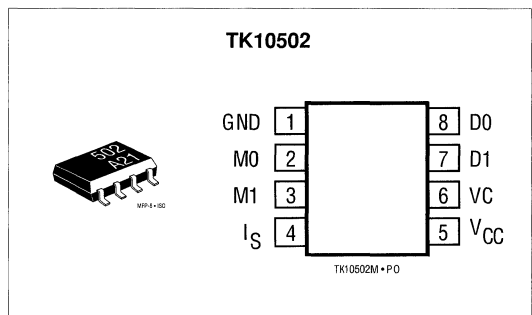 TK10502
502
A21
MFP-8 • ISO
GND 1 8 D0
M0 2 7 D1
M1 3 6 VC
IS 4 5 VCC
TK10502M • PO